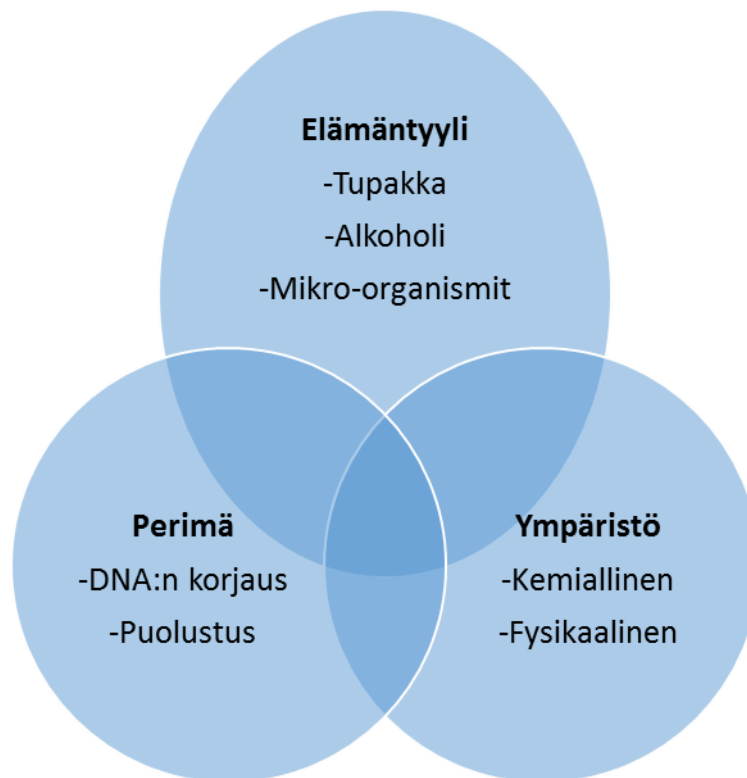 Elämäntyyli
-Tupakka
-Alkoholi
-Mikro-organismit
Perimä
-DNA:n korjaus
-Puolustus
Ympäristö
-Kemiallinen
-Fysikaalinen